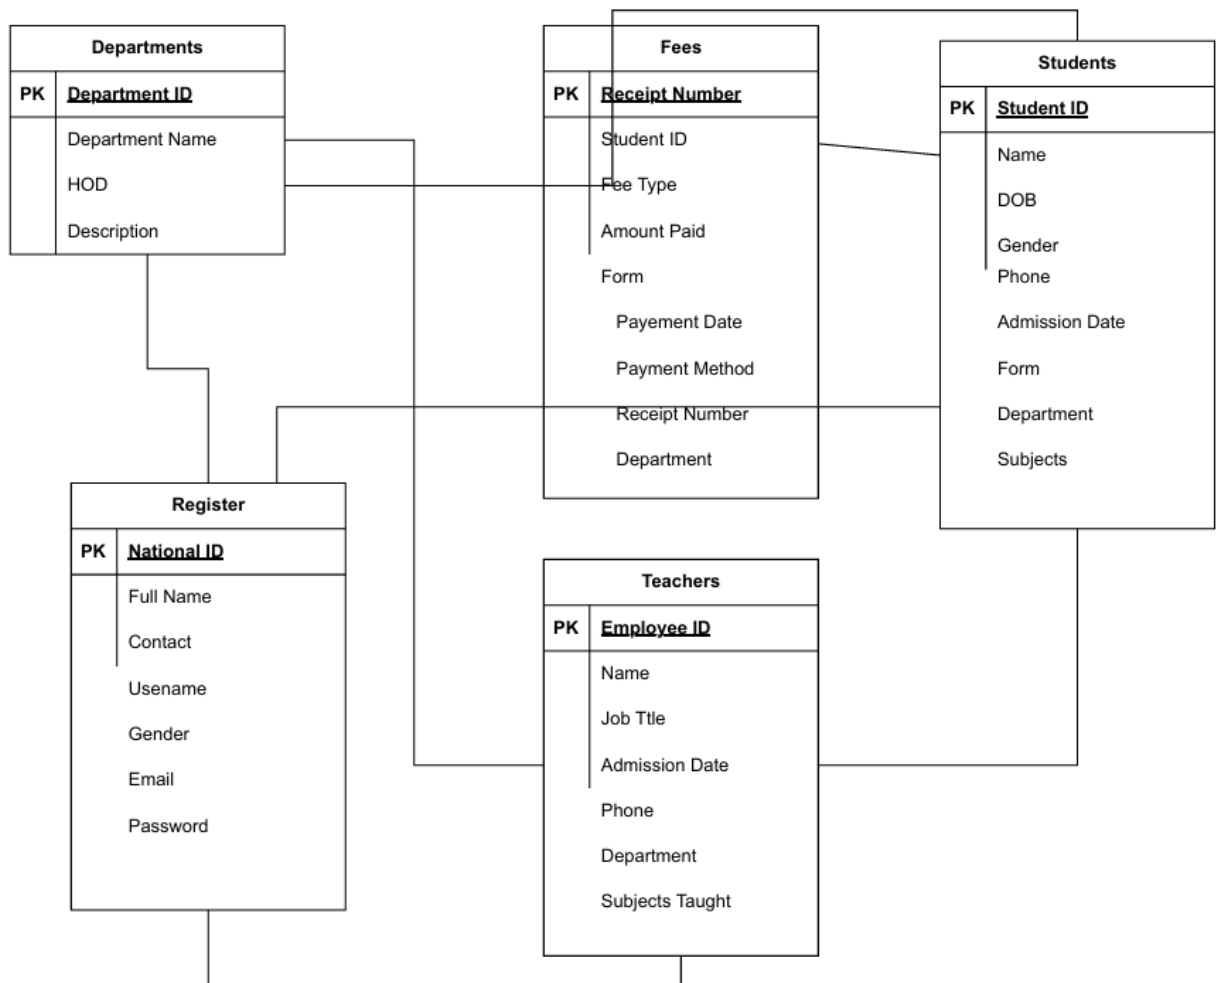 Departments
PK Department ID
Department Name
HOD
Description
Fees
PK Receipt Number
Student ID
Fee Type
Amount Paid
Form
Payement Date
Payment Method
Receipt Number
Department
Students
PK Student ID
Name
DOB
Gender
Phone
Admission Date
Form
Department
Subjects
Register
PK National ID
Full Name
Contact
Usename
Gender
Email
Password
Teachers
PK Employee ID
Name
Job Ttle
Admission Date
Phone
Department
Subjects Taught